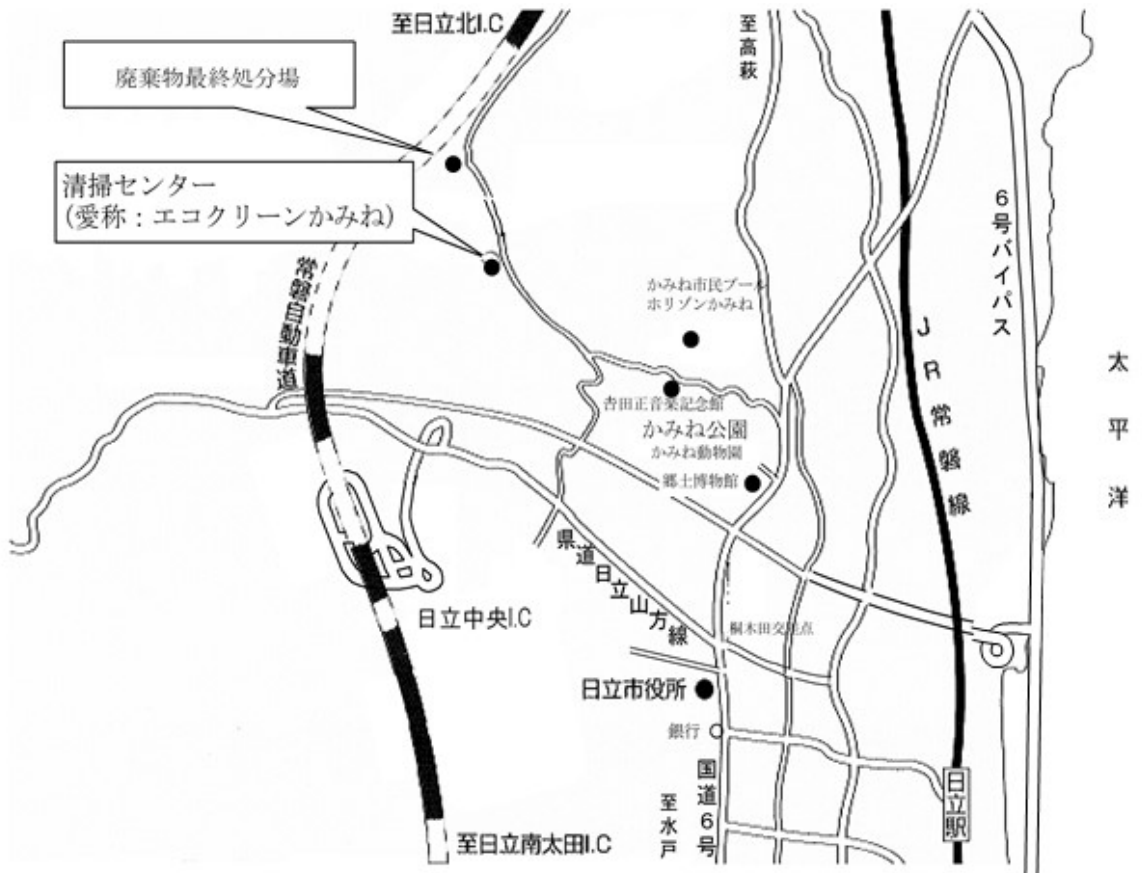 至日立北I.C
廃棄物最終処分場
清掃センター
(愛称：エコクリーンかみね)
至高萩
6号バイパス
常磐自動車道
かみね市民プール
ホリゾンかみね
JR常磐線
太平洋
吉田正音楽記念館
かみね公園
かみね動物園
郷土博物館
県道日立山方線
日立中央I.C
桐木田交差点
日立市役所
銀行
国道6号
至水戸
日立駅
至日立南太田I.C